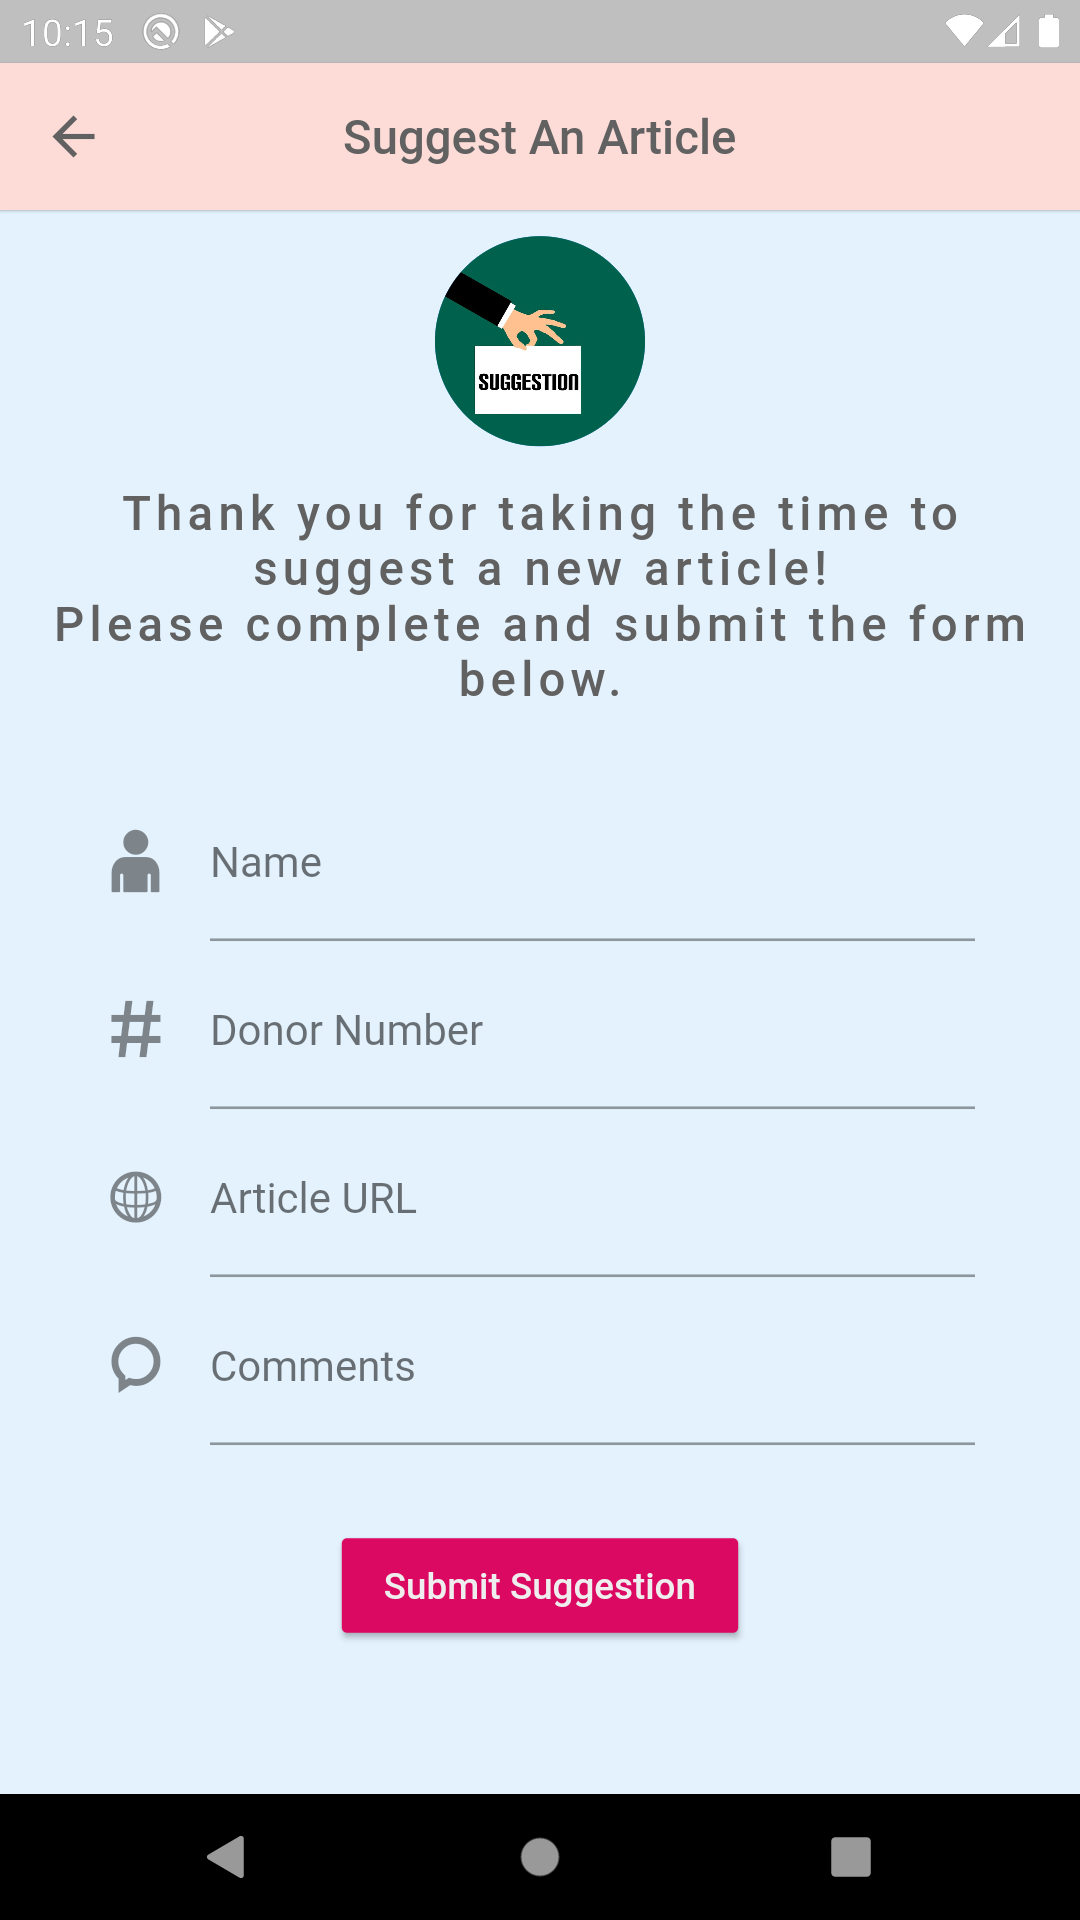 10:15
Suggest An Article
SUGGESTION
Thank you for taking the time to
suggest a new article!
Please complete and submit the form
below.
Name
Donor Number
Article URL
Comments
Submit Suggestion